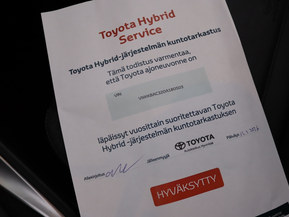 Toyota Hybrid
Service
Toyota Hybrid-järjestelmän kuntotarkastus
Tämä todistus varmentaa,
että Toyota ajoneuvonne on
läpäissyt vuosittain suoritettavan Toyota
Hybrid -järjestelmän kuntotarkastuksen
TOYOTA
HYVÄKSYTTY